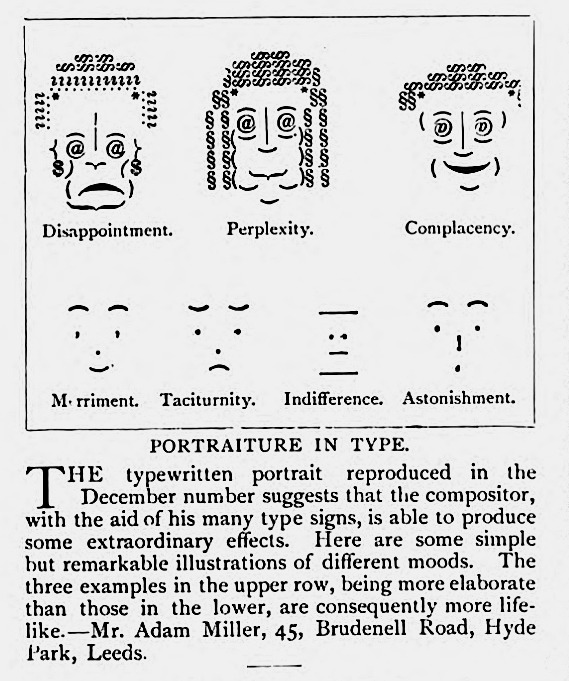 Disappointment. Perplexity. Complacency.
M· rriment. Taciturnity. Indifference. Astonishment.
PORTRAITURE IN TYPE.
THE typewritten portrait reproduced in the
December number suggests that the compositor,
with the aid of his many type signs, is able to produce
some extraordinary effects. Here are some simple
but remarkable illustrations of different moods. The
three examples in the upper row, being more elaborate
than those in the lower, are consequently more life-
like.—Mr. Adam Miller, 45, Brudenell Road, Hyde
Park, Leeds.